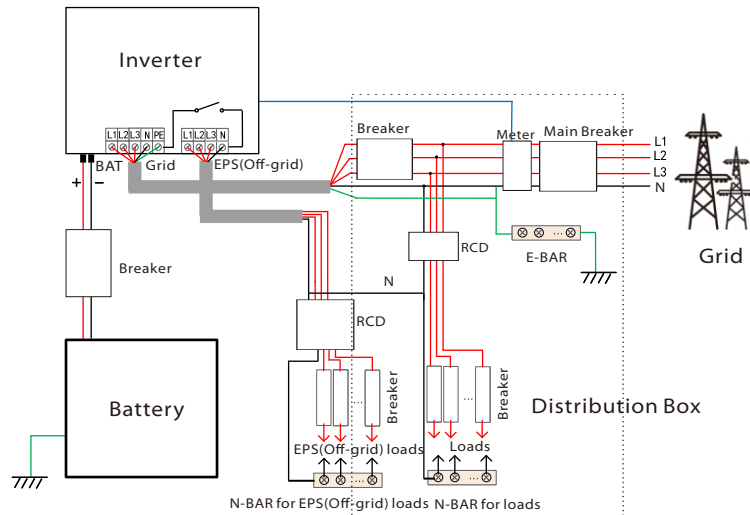 Inverter
L1 L2 L3 N PE
L1 L2 L3 N
BAT Grid EPS(Off-grid)
+ −
Breaker
Meter
Main Breaker
L1
L2
L3
N
Grid
E-BAR
RCD
Breaker
N
RCD
Battery
...
Breaker
...
Breaker
Distribution Box
EPS(Off-grid) loads
Loads
...
...
...
N-BAR for EPS(Off-grid) loads
N-BAR for loads